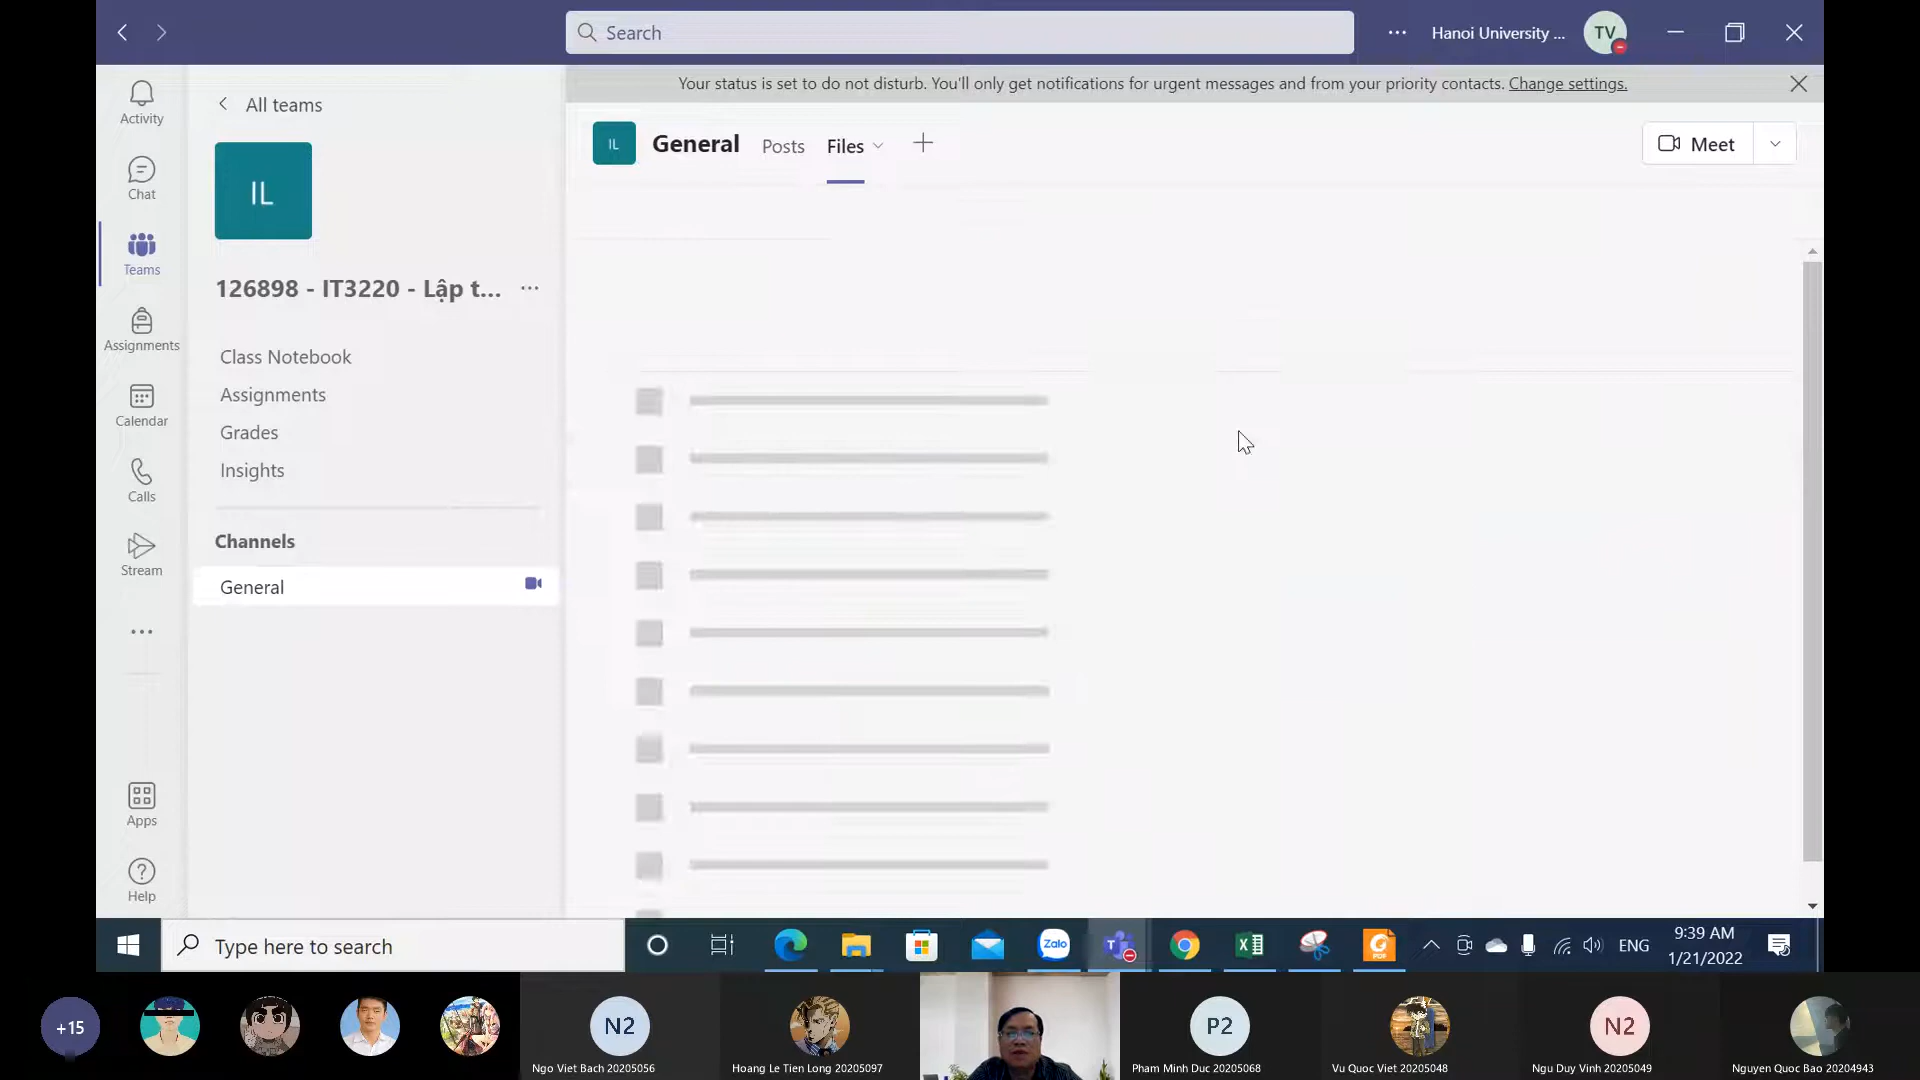 Search
Hanoi University ...
TV
Your status is set to do not disturb. You'll only get notifications for urgent messages and from your priority contacts. Change settings.
Activity
Chat
Teams
Assignments
Calendar
Calls
Stream
Apps
Help
All teams
IL
126898 - IT3220 - Lập t...
Class Notebook
Assignments
Grades
Insights
Channels
General
IL
General
Posts
Files
Meet
Type here to search
Zalo
T
PDF
ENG
9:39 AM
1/21/2022
+15
N2
Ngo Viet Bach 20205056
Hoang Le Tien Long 20205097
P2
Pham Minh Duc 20205068
Vu Quoc Viet 20205048
N2
Ngu Duy Vinh 20205049
Nguyen Quoc Bao 20204943